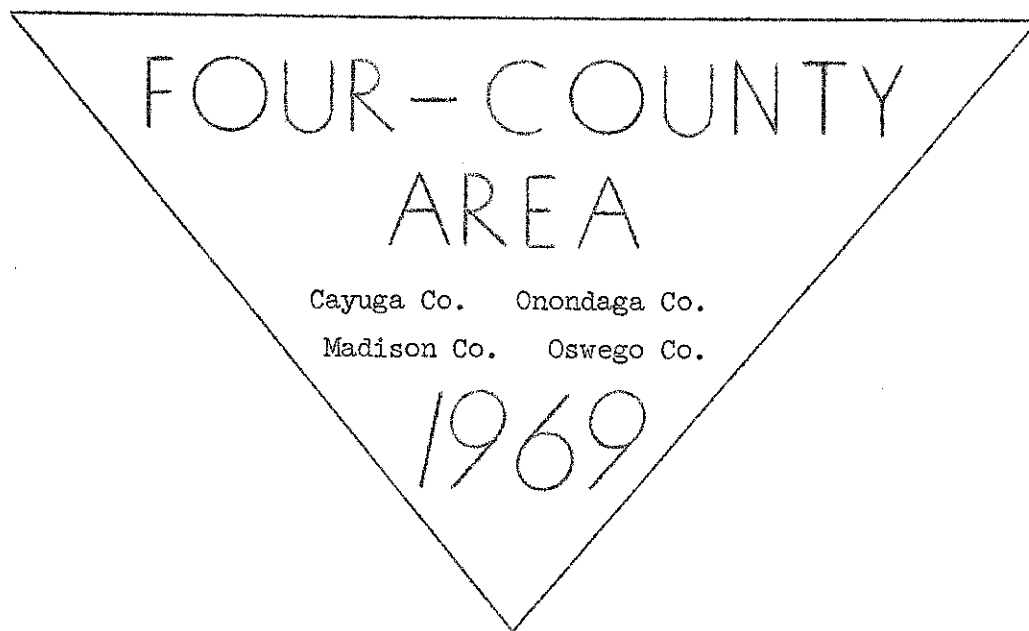 FOUR-COUNTY
AREA
Cayuga Co. Onondaga Co.
Madison Co. Oswego Co.
1969